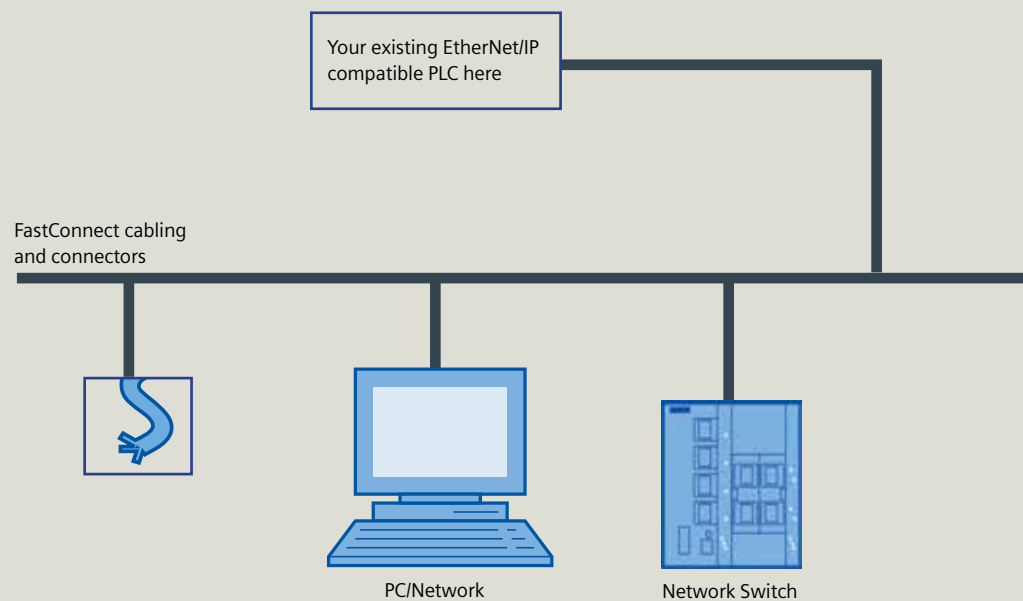 Your existing EtherNet/IP
compatible PLC here
FastConnect cabling
and connectors
PC/Network
Network Switch